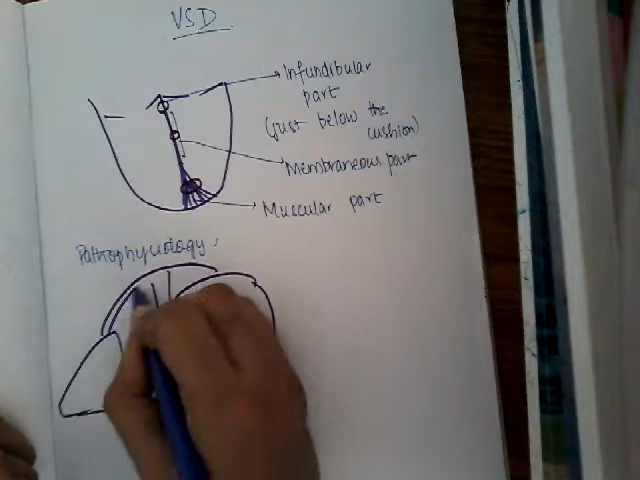 VSD
Infundibular
part
(just below the
cushion)
Membraneous part
Muscular part
Pathophysiology :